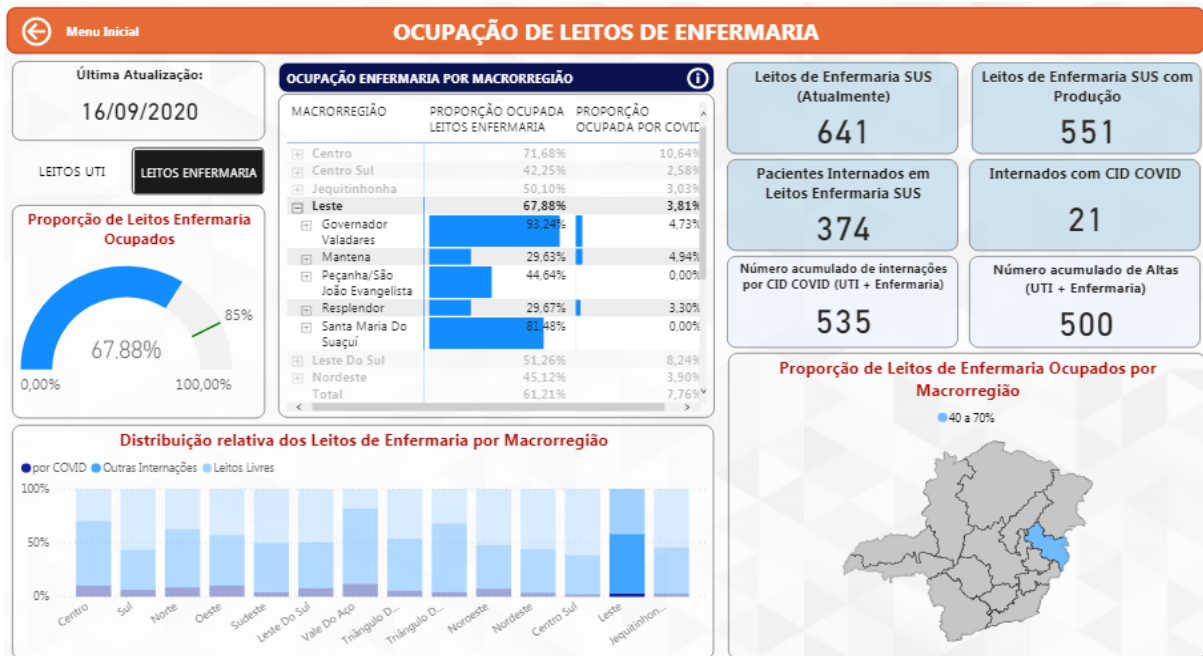 Menu Inicial
OCUPAÇÃO DE LEITOS DE ENFERMARIA
Última Atualização:
16/09/2020
LEITOS UTI
LEITOS ENFERMARIA
Proporção de Leitos Enfermaria
Ocupados
85%
67,88%
0,00%
100,00%
OCUPAÇÃO ENFERMARIA POR MACRORREGIÃO
MACRORREGIÃO PROPORÇÃO OCUPADA PROPORÇÃO
LEITOS ENFERMARIA OCUPADA POR COVID
Centro 71,68% 10,64%
Centro Sul 42,25% 2,58%
Jequitinhonha 50,10% 3,03%
Leste 67,88% 3,81%
Governador 93,24% 4,73%
Valadares
Mantena 29,63% 4,94%
Peçanha/São 44,64% 0,00%
João Evangelista
Resplendor 29,67% 3,30%
Santa Maria Do 81,48% 0,00%
Suaçuí
Leste Do Sul 51,26% 8,24%
Nordeste 45,12% 3,90%
Total 61,21% 7,76%
Leitos de Enfermaria SUS
(Atualmente)
641
Leitos de Enfermaria SUS com
Produção
551
Pacientes Internados em
Leitos Enfermaria SUS
374
Internados com CID COVID
21
Número acumulado de internações
por CID COVID (UTI + Enfermaria)
535
Número acumulado de Altas
(UTI + Enfermaria)
500
Distribuição relativa dos Leitos de Enfermaria por Macrorregião
por COVID Outras Internações Leitos Livres
100%
50%
0%
Centro
Sul
Norte
Oeste
Sudeste
Leste Do Sul
Vale Do Aço
Triângulo D...
Triângulo D...
Noroeste
Nordeste
Centro Sul
Leste
Jequitinhon...
Proporção de Leitos de Enfermaria Ocupados por
Macrorregião
40 a 70%